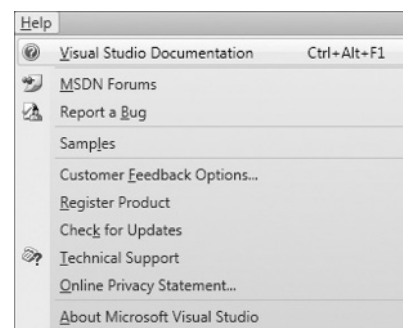 Help
Visual Studio Documentation Ctrl+Alt+F1
MSDN Forums
Report a Bug
Samples
Customer Feedback Options...
Register Product
Check for Updates
Technical Support
Online Privacy Statement...
About Microsoft Visual Studio